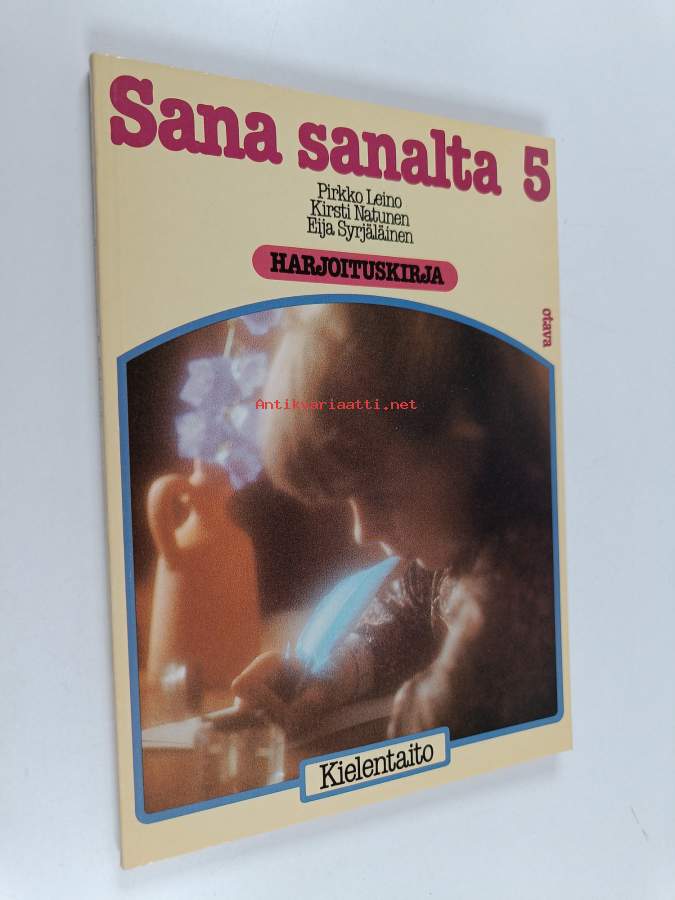 Sana sanalta 5
Pirkko Leino
Kirsti Natunen
Eija Syrjäläinen
HARJOITUSKIRJA
otava
Antikvariaatti.net
Kielentaito